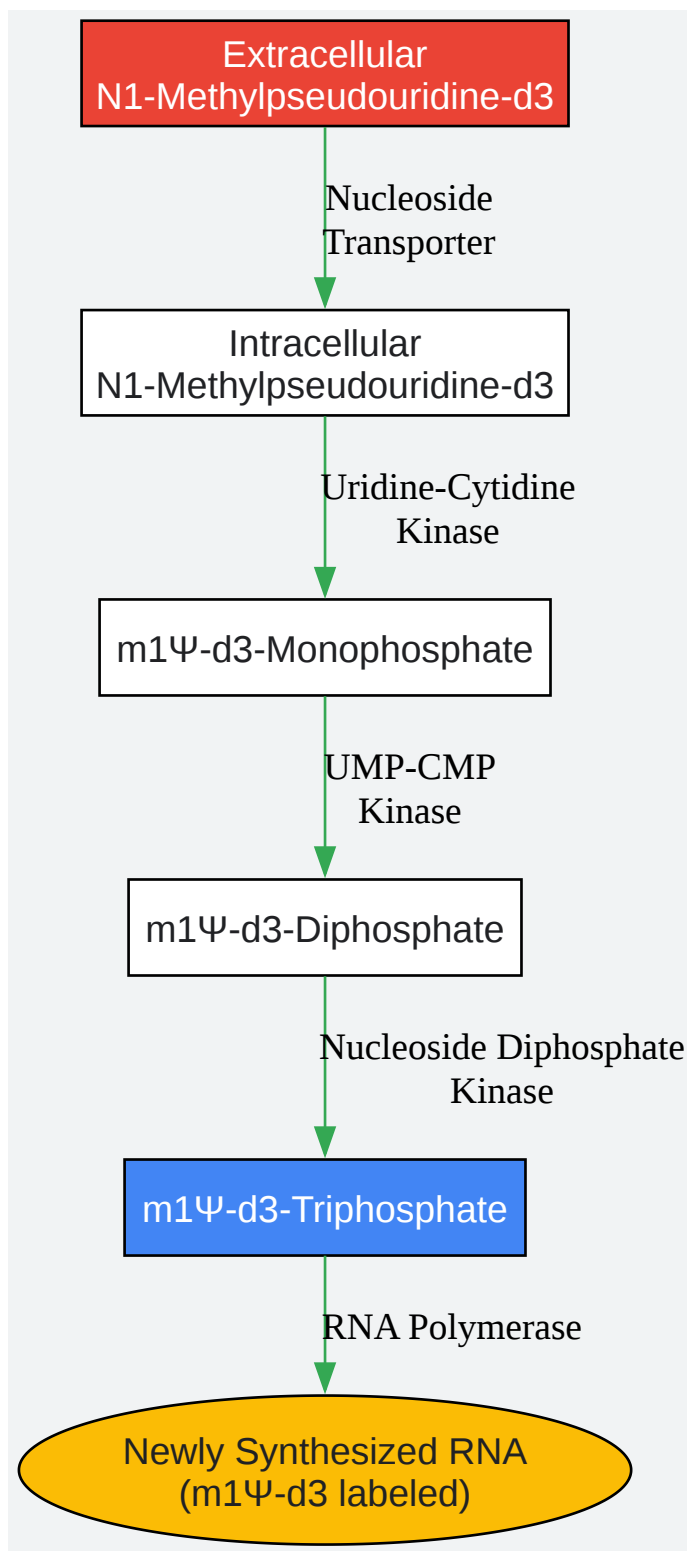 Extracellular
N1-Methylpseudouridine-d3
Nucleoside
Transporter
Intracellular
N1-Methylpseudouridine-d3
Uridine-Cytidine
Kinase
m1Ψ-d3-Monophosphate
UMP-CMP
Kinase
m1Ψ-d3-Diphosphate
Nucleoside Diphosphate
Kinase
m1Ψ-d3-Triphosphate
RNA Polymerase
Newly Synthesized RNA
(m1Ψ-d3 labeled)